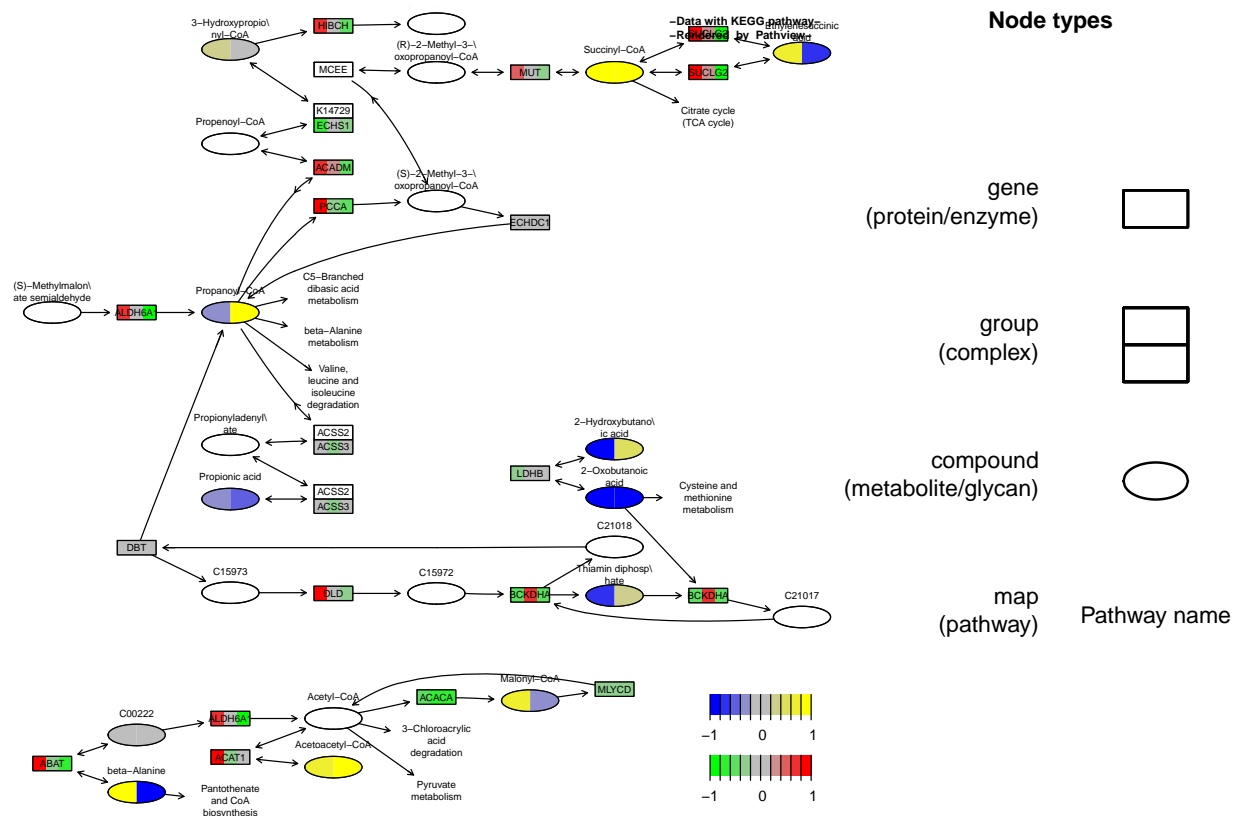 3−Hydroxypropio\
nyl−CoA
HIBCH
(R)−2−Methyl−3−\
oxopropanoyl−CoA
MCEE
MUT
Succinyl−CoA
−Data with KEGG pathway−
−Rendered by Pathview−
SUCLG2
Ethylenesuccinic
acid
SUCLG2
Citrate cycle
(TCA cycle)
Node types
K14729
ECHS1
Propenoyl−CoA
ACADM
(S)−2−Methyl−3−\
oxopropanoyl−CoA
PCCA
ECHDC1
gene
(protein/enzyme)
(S)−Methylmalon\
ate semialdehyde
ALDH6A1
Propanoyl−CoA
C5−Branched
dibasic acid
metabolism
beta−Alanine
metabolism
Valine,
leucine and
isoleucine
degradation
group
(complex)
Propionyladenyl\
ate
ACSS2
ACSS3
Propionic acid
ACSS2
ACSS3
2−Hydroxybutano\
ic acid
LDHB
2−Oxobutanoic
acid
Cysteine and
methionine
metabolism
compound
(metabolite/glycan)
DBT
C21018
C15973
DLD
C15972
BCKDHA
Thiamin diphosp\
hate
BCKDHA
C21017
map
(pathway)
Pathway name
C00222
ALDH6A1
Acetyl−CoA
ACACA
Malonyl−CoA
MLYCD
3−Chloroacrylic
acid
degradation
ABAT
ACAT1
Acetoacetyl−CoA
beta−Alanine
Pantothenate
and CoA
biosynthesis
Pyruvate
metabolism
−1 0 1
−1 0 1